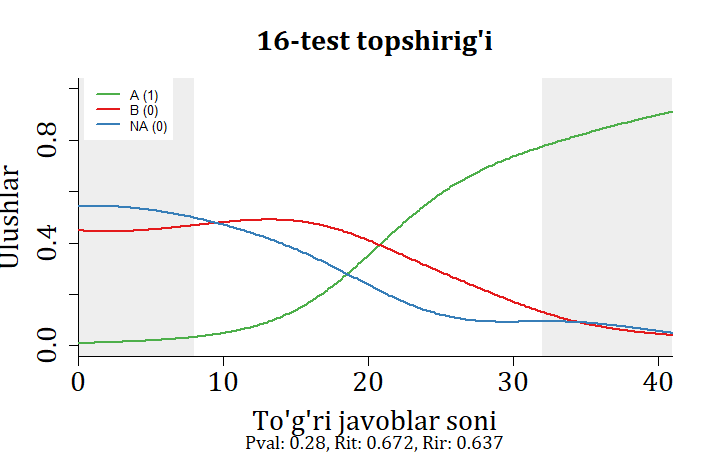 16-test topshirig'i
A (1)
B (0)
NA (0)
Ulushlar
0.0
0.4
0.8
0
10
20
30
40
To'g'ri javoblar soni
Pval: 0.28, Rit: 0.672, Rir: 0.637